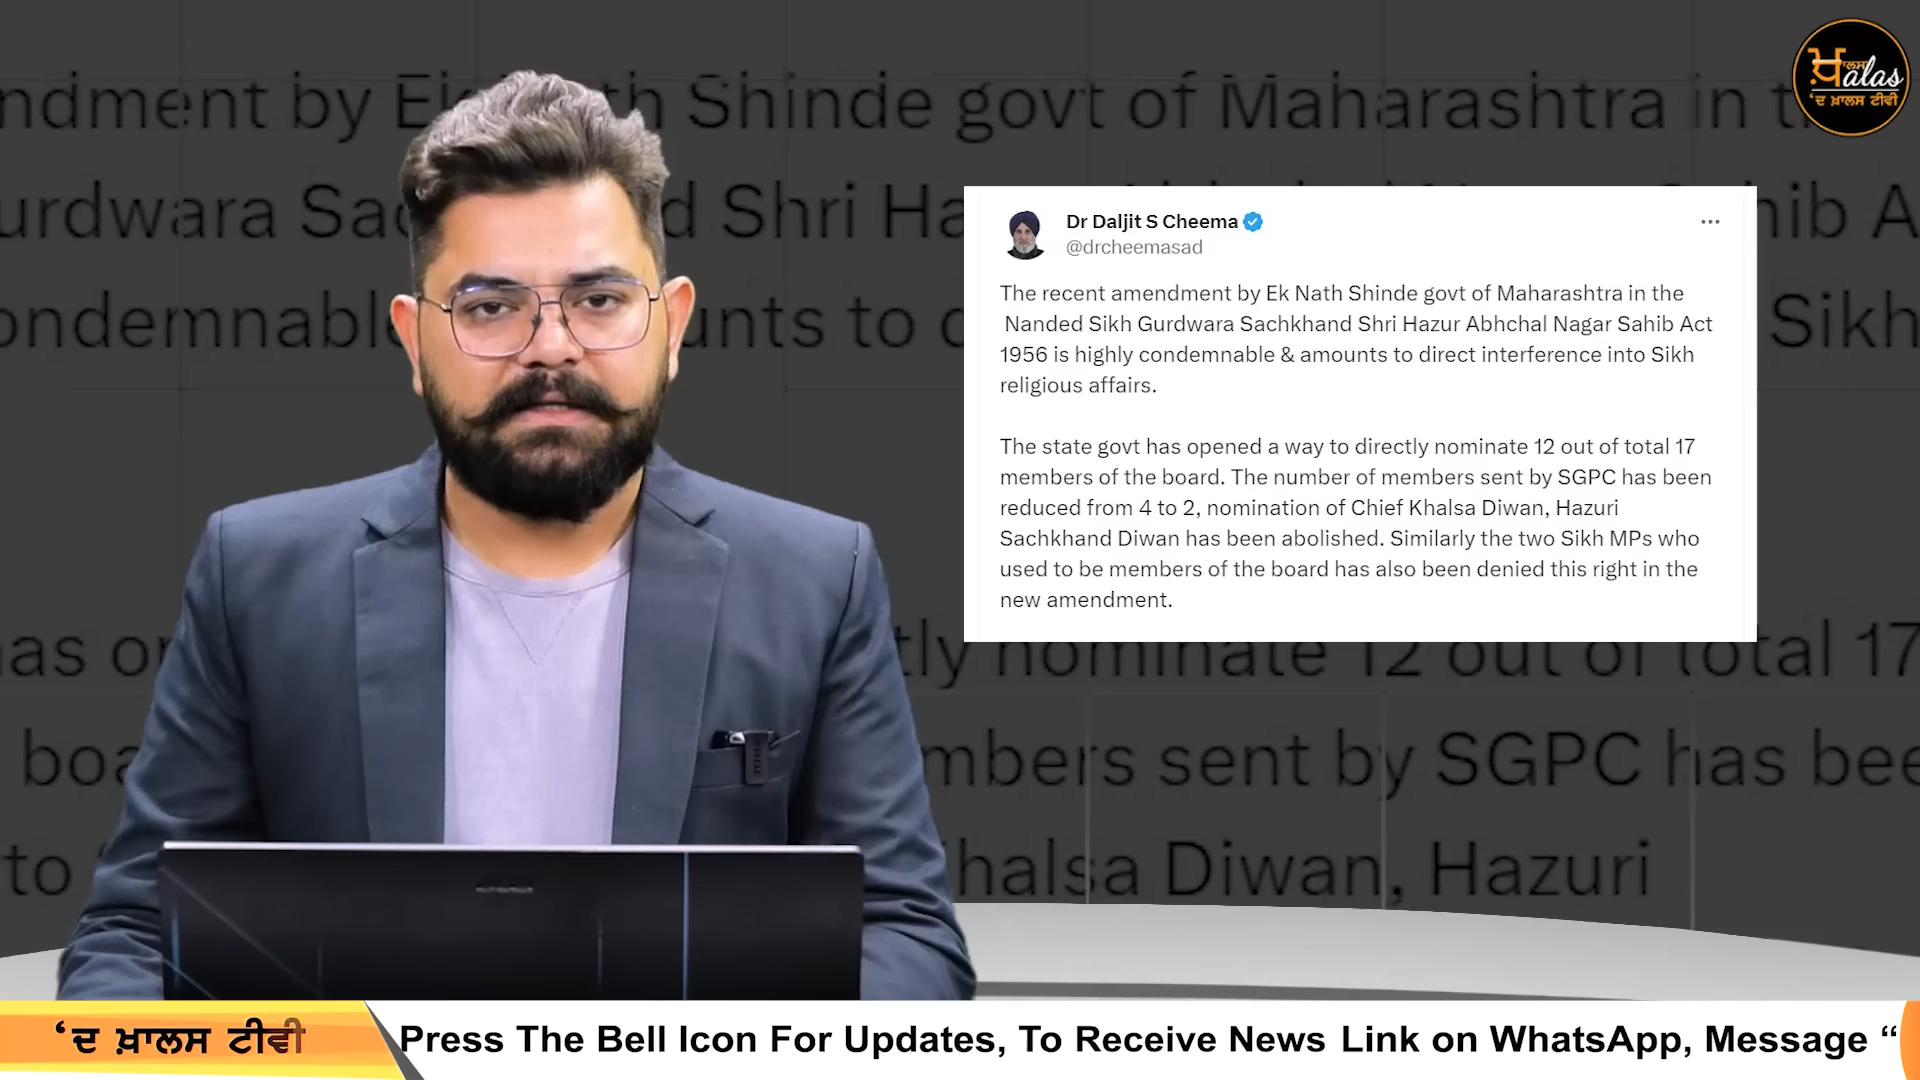 ndment by Ek Nath Shinde govt of Maharashtra in t
ਖ਼ਾਲਸ
alas
‘ਦ ਖ਼ਾਲਸ ਟੀਵੀ
urdwara Sa d Shri Ha hib A
ondemnabl unts to Sikh
Dr Daljit S Cheema
@drcheemasad
The recent amendment by Ek Nath Shinde govt of Maharashtra in the
Nanded Sikh Gurdwara Sachkhand Shri Hazur Abhchal Nagar Sahib Act
1956 is highly condemnable & amounts to direct interference into Sikh
religious affairs.
The state govt has opened a way to directly nominate 12 out of total 17
members of the board. The number of members sent by SGPC has been
reduced from 4 to 2, nomination of Chief Khalsa Diwan, Hazuri
Sachkhand Diwan has been abolished. Similarly the two Sikh MPs who
used to be members of the board has also been denied this right in the
new amendment.
has o tly nominate 12 out of total 17
boa mbers sent by SGPC has bee
to halsa Diwan, Hazuri
‘ਦ ਖ਼ਾਲਸ ਟੀਵੀ
Press The Bell Icon For Updates, To Receive News Link on WhatsApp, Message “